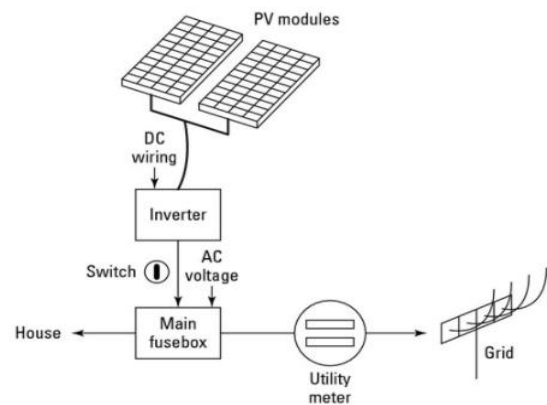 PV modules
DC
wiring
Inverter
Switch
AC
voltage
House
Main
fusebox
Utility
meter
Grid